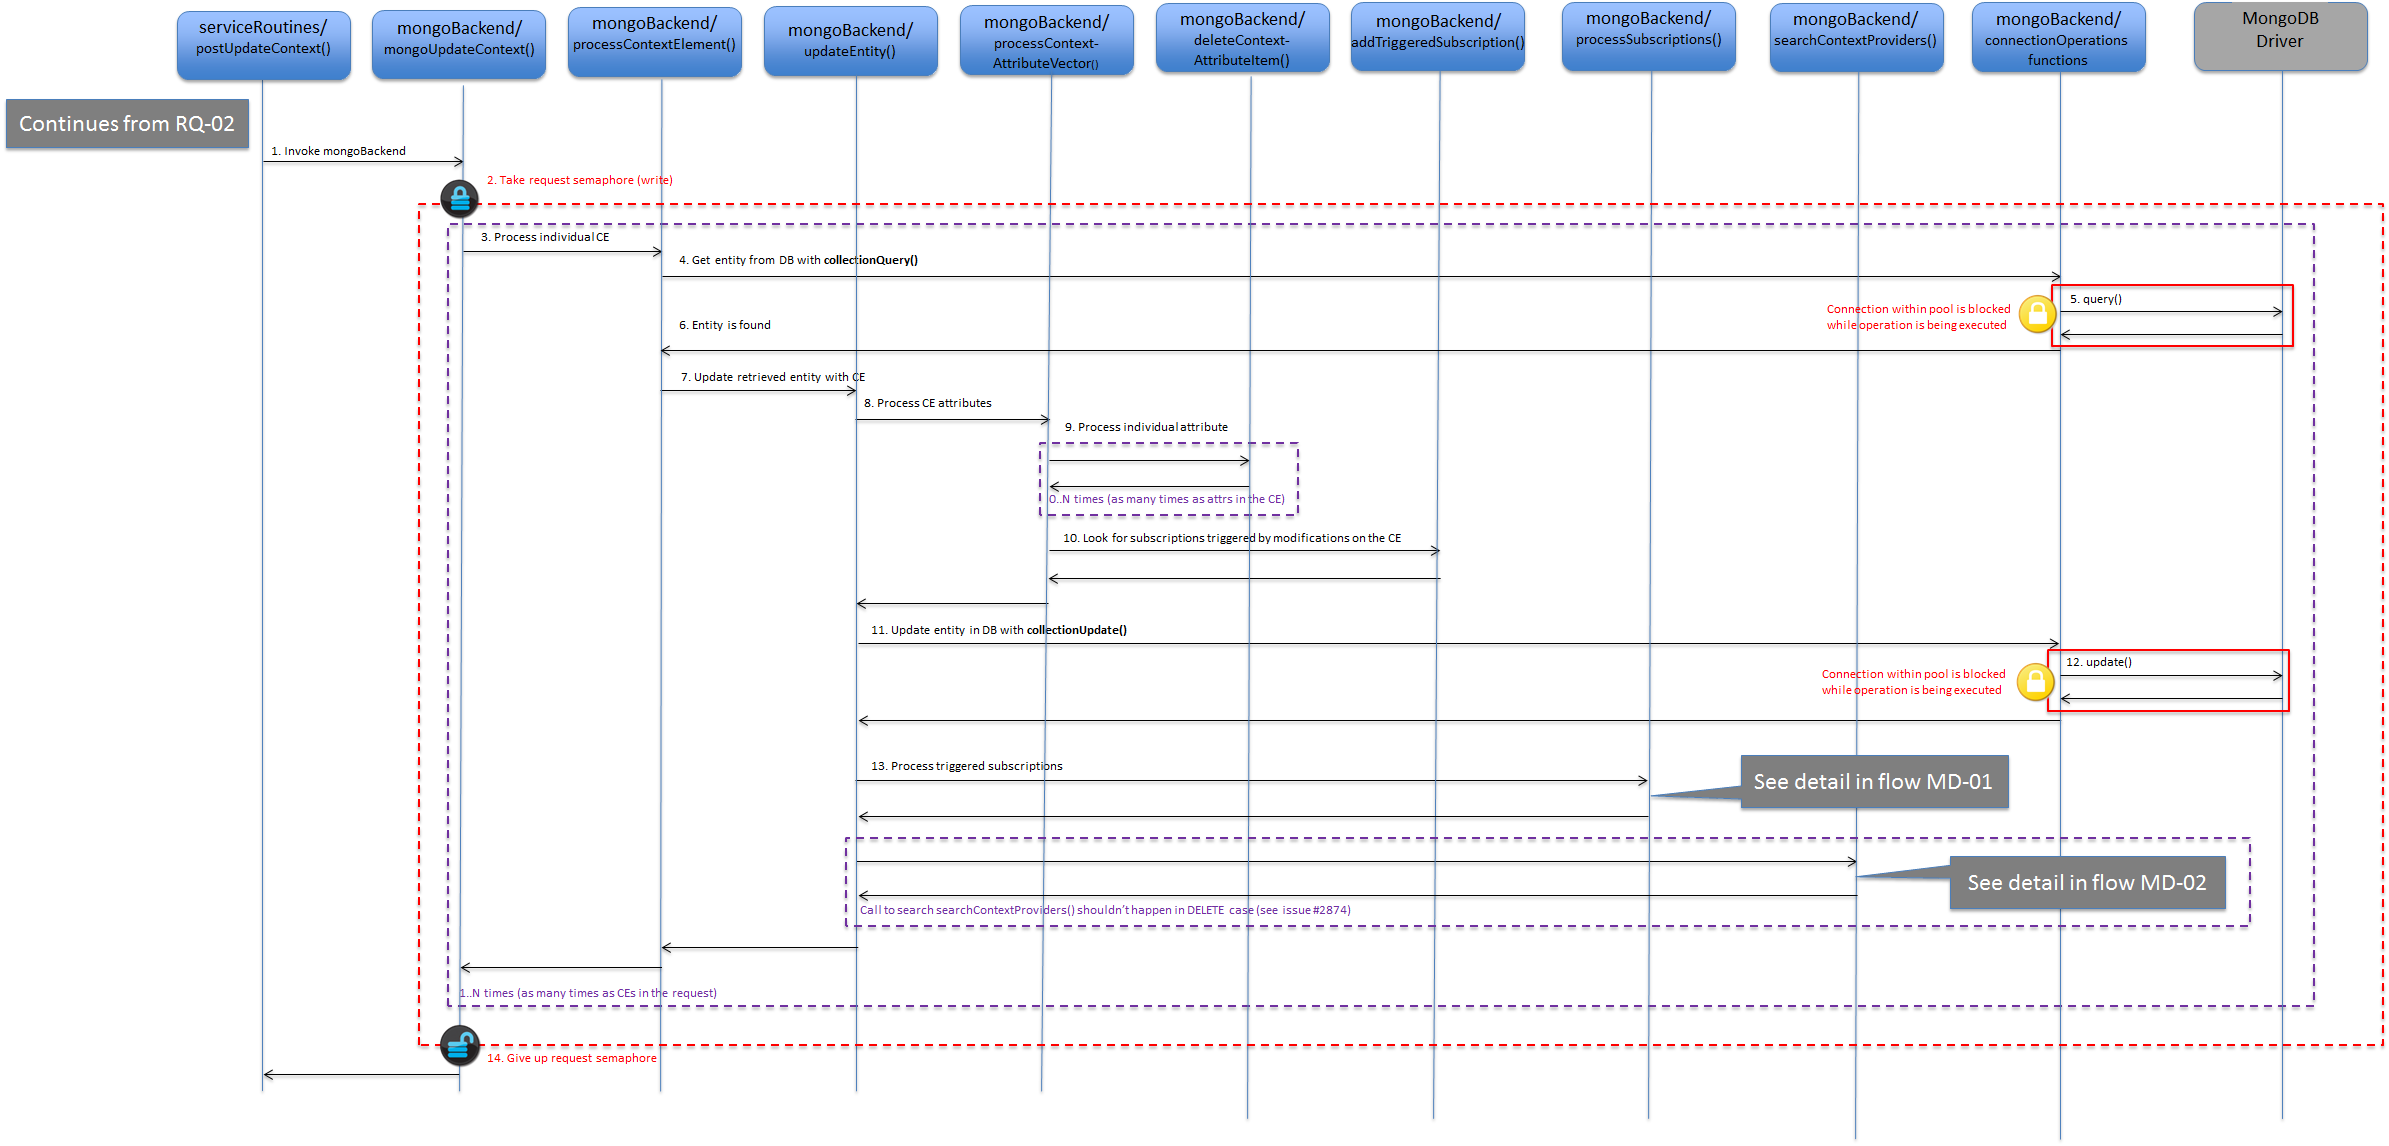 serviceRoutines/
postUpdateContext()
mongoBackend/
mongoUpdateContext()
mongoBackend/
processContextElement()
mongoBackend/
updateEntity()
mongoBackend/
processContext-
AttributeVector()
mongoBackend/
deleteContext-
AttributeItem()
mongoBackend/
addTriggeredSubscription()
mongoBackend/
processSubscriptions()
mongoBackend/
searchContextProviders()
mongoBackend/
connectionOperations
functions
MongoDB
Driver
Continues from RQ-02
1. Invoke mongoBackend
2. Take request semaphore (write)
3. Process individual CE
4. Get entity from DB with collectionQuery()
Connection within pool is blocked
while operation is being executed
5. query()
6. Entity is found
7. Update retrieved entity with CE
8. Process CE attributes
9. Process individual attribute
0..N times (as many times as attrs in the CE)
10. Look for subscriptions triggered by modifications on the CE
11. Update entity in DB with collectionUpdate()
Connection within pool is blocked
while operation is being executed
12. update()
13. Process triggered subscriptions
See detail in flow MD-01
See detail in flow MD-02
Call to search searchContextProviders() shouldn't happen in DELETE case (see issue #2874)
1..N times (as many times as CEs in the request)
14. Give up request semaphore